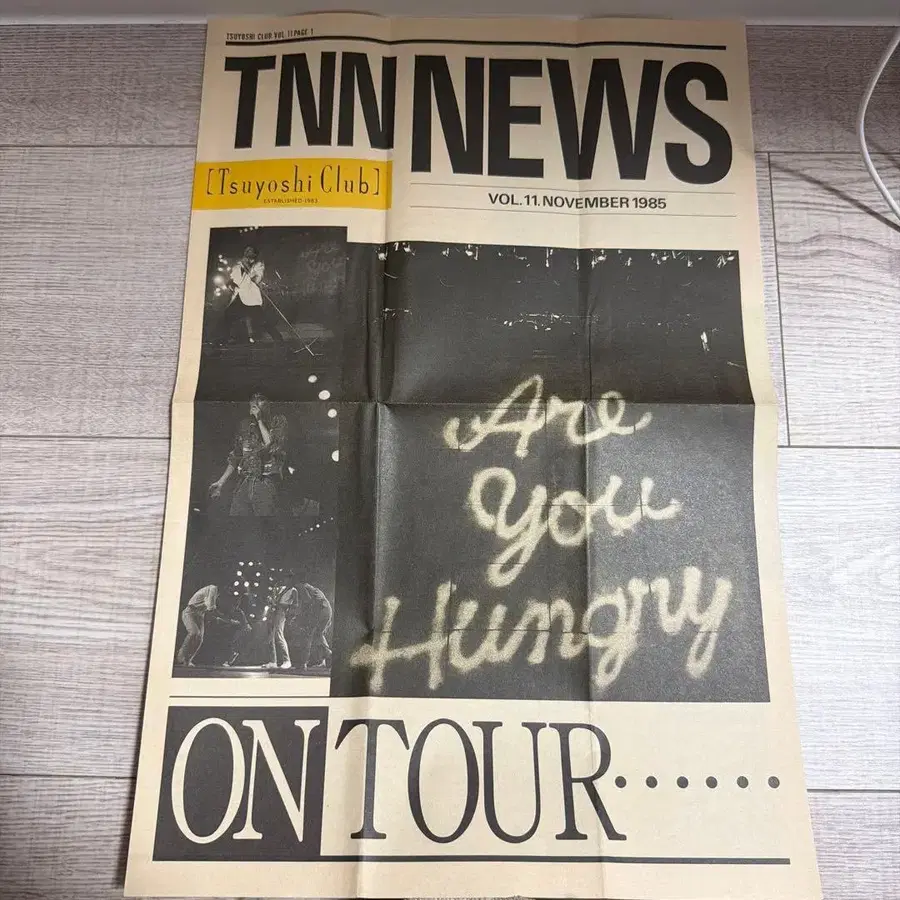 TSUYOSHI CLUB VOL.11 PAGE 1
TNN NEWS
[Tsuyoshi Club]
ESTABLISHED·1983
VOL.11.NOVEMBER 1985
Are
You
Hungry
ON TOUR······